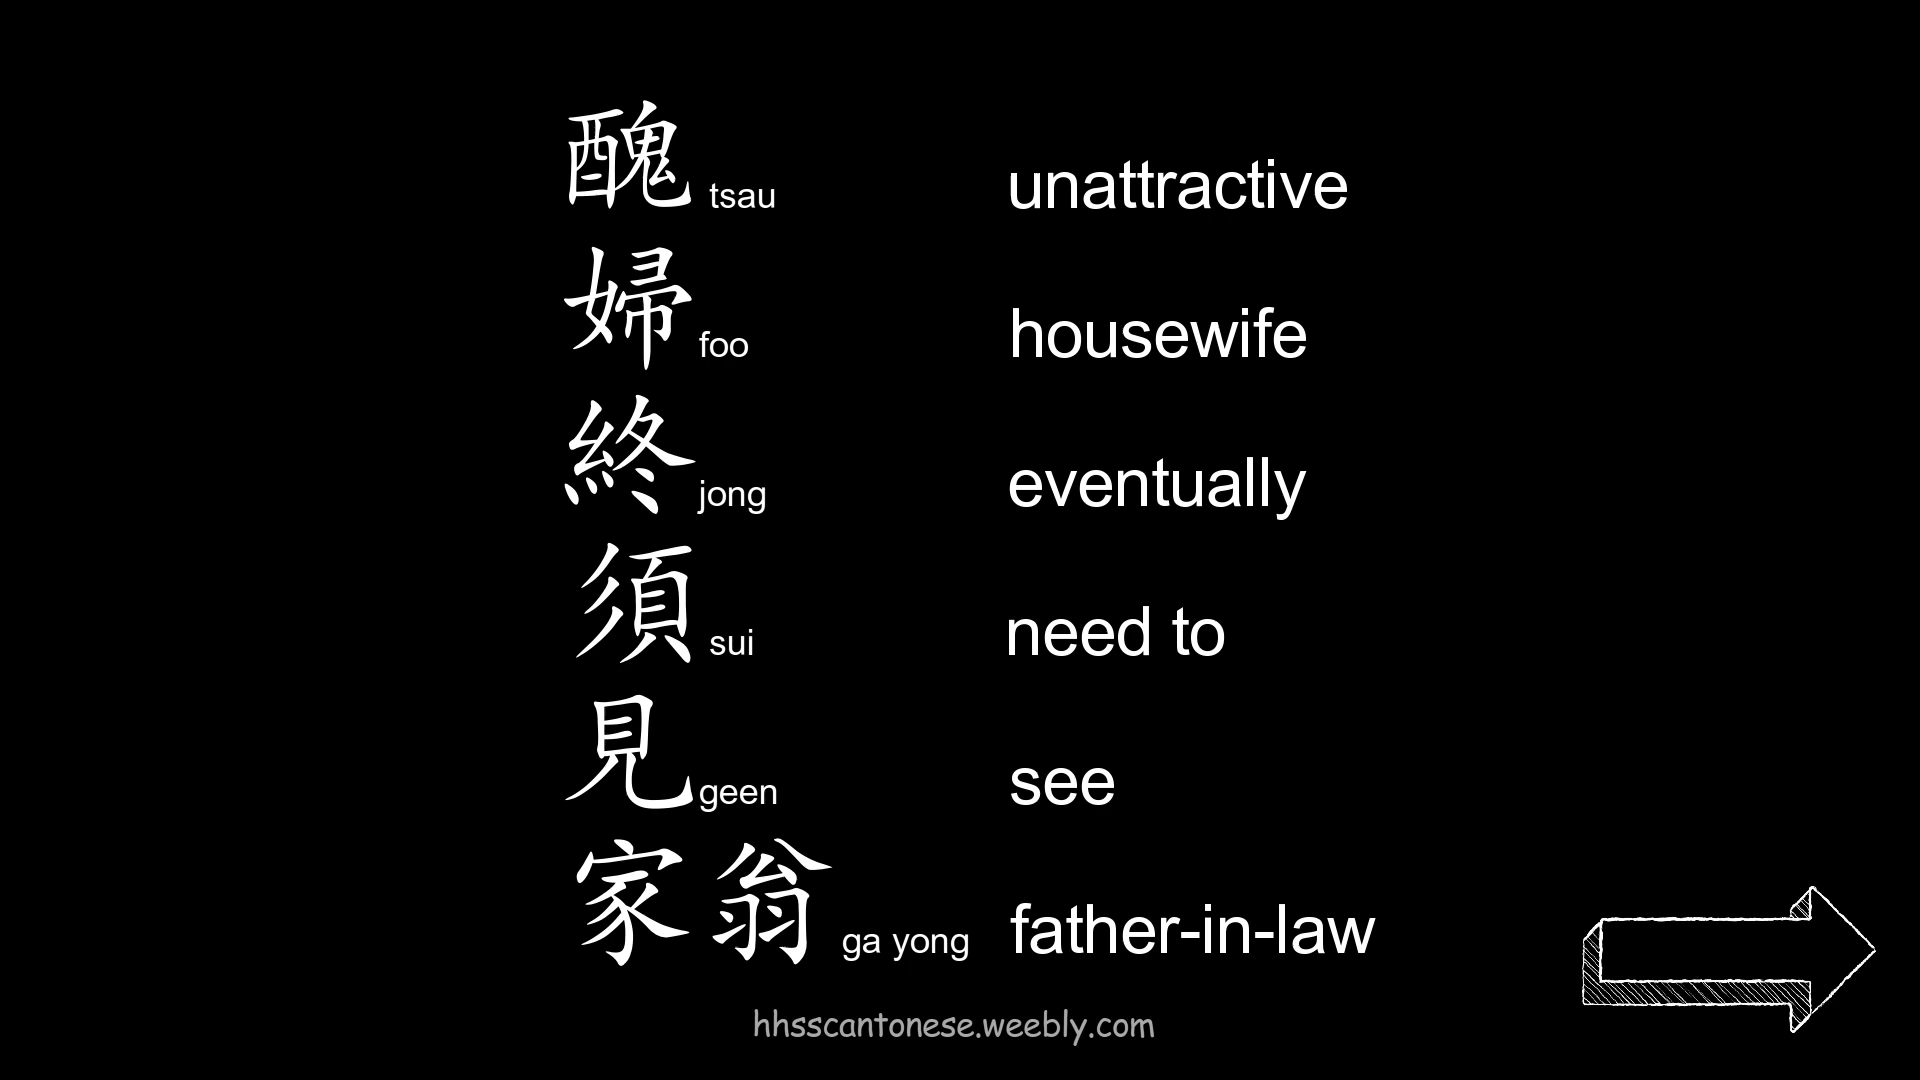 醜 tsau unattractive
婦 foo housewife
終 jong eventually
須 sui need to
見 geen see
家翁 ga yong father-in-law
hhsscantonese.weebly.com